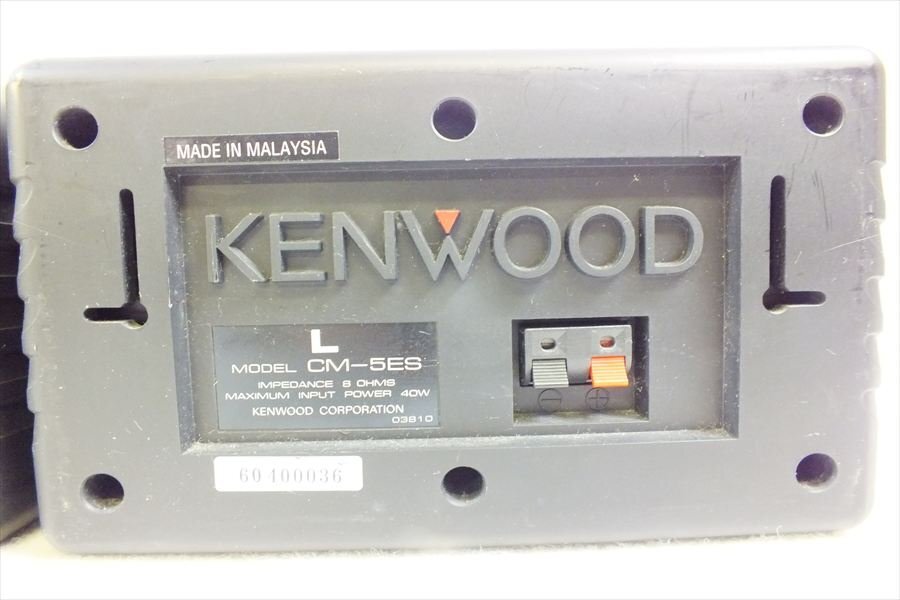 MADE IN MALAYSIA
KENWOOD
L
MODEL CM-5ES
IMPEDANCE 8 OHMS
MAXIMUM INPUT POWER 40W
KENWOOD CORPORATION
03810
− +
60400036